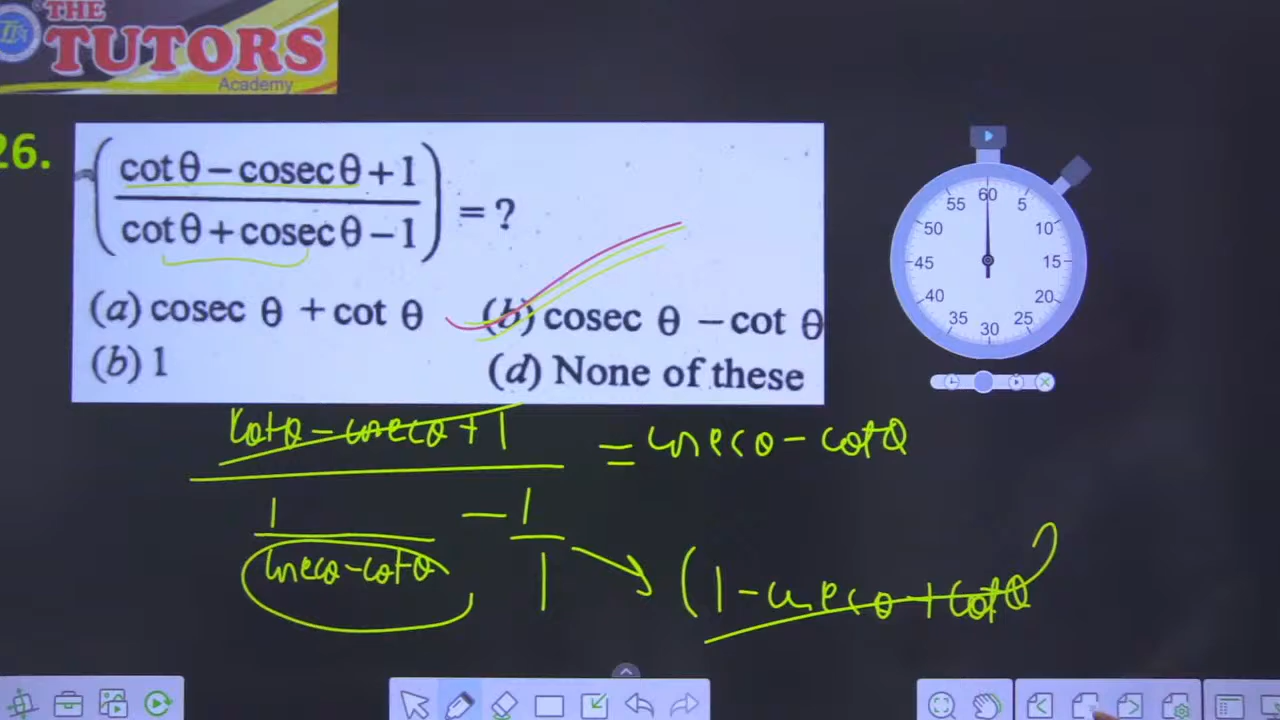 THE
TUTORS
Academy
26.
(cotθ − cosecθ + 1
cotθ + cosecθ − 1) = ?
(a) cosec θ + cot θ (b) cosec θ − cot θ
(b) 1 (d) None of these
60
55 5
50 10
45 15
40 20
35 25
30
cotθ − cosecθ + 1 = cosecθ − cotθ
1 − 1
cosecθ − cotθ 1 (1 − cosecθ + cotθ)